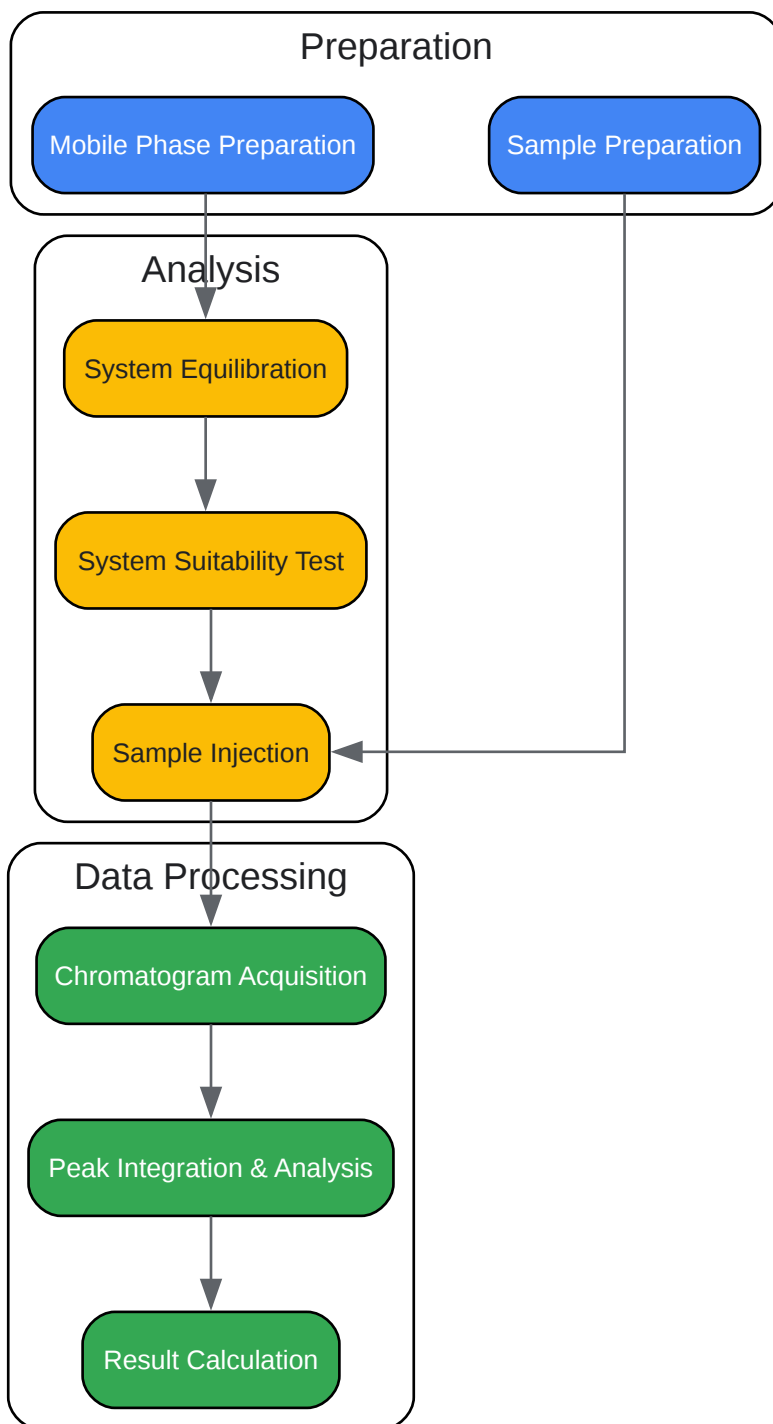 Preparation
Mobile Phase Preparation
Sample Preparation
Analysis
System Equilibration
System Suitability Test
Sample Injection
Data Processing
Chromatogram Acquisition
Peak Integration & Analysis
Result Calculation